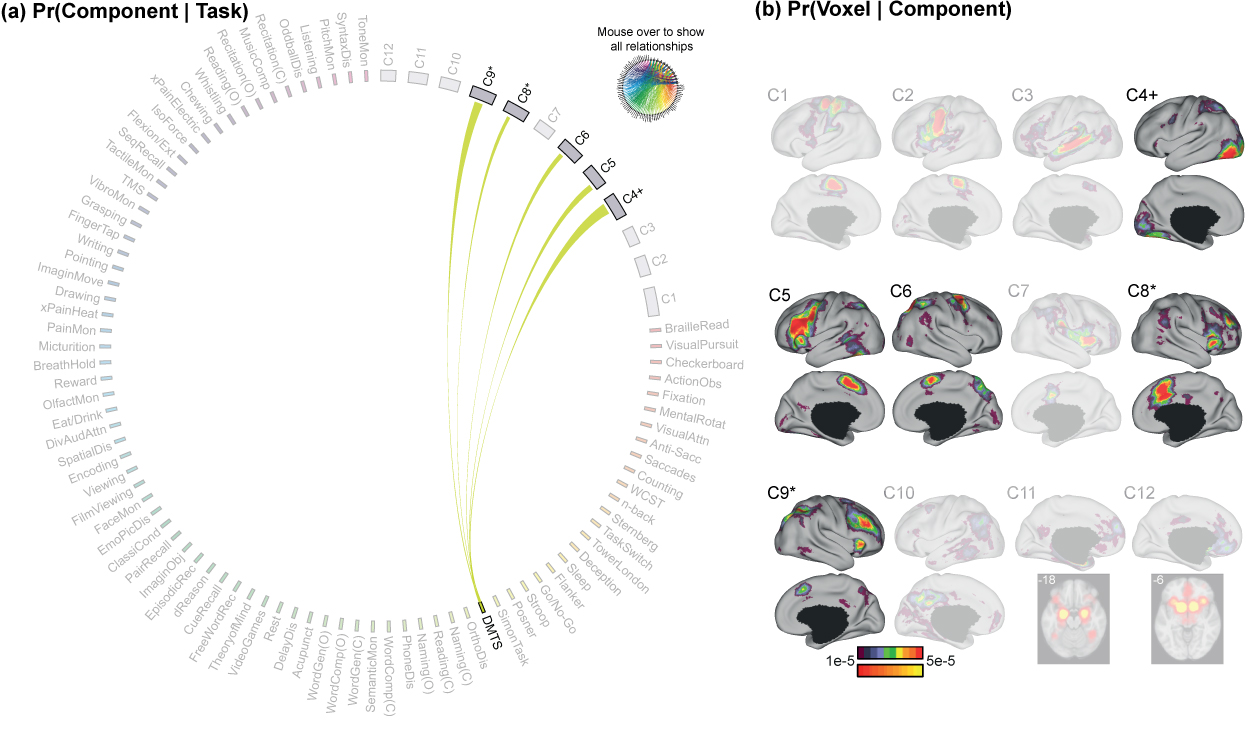 (a) Pr(Component | Task)
(b) Pr(Voxel | Component)
Mouse over to show
all relationships
C12
C11
C10
C9*
C8*
C7
C6
C5
C4+
C3
C2
C1
BrailleRead
VisualPursuit
Checkerboard
ActionObs
Fixation
MentalRotat
VisualAttn
Anti-Sacc
Saccades
Counting
WCST
n-back
Sternberg
TaskSwitch
TowerLondon
Deception
Sleep
Flanker
Go/No-Go
Stroop
Posner
SimonTask
DMTS
OrthoDis
Naming(C)
Reading(C)
Naming(O)
PhoneDis
WordComp(C)
SemanticMon
WordGen(C)
WordComp(O)
WordGen(O)
Acupunct
DelayDis
Rest
VideoGames
TheoryofMind
FreeWordRec
CueRecall
dReason
EpisodicRec
ImaginObj
PairRecall
ClassiCond
EmoPicDis
FaceMon
FilmViewing
Viewing
Encoding
SpatialDis
DivAudAttn
Eat/Drink
OlfactMon
Reward
BreathHold
Micturition
PainMon
xPainHeat
Drawing
ImaginMove
Pointing
Writing
FingerTap
Grasping
VibroMon
TMS
TactileMon
SeqRecall
Flexion/Ext
IsoForce
xPainElectric
Chewing
Whistling
Reading(O)
Recitation(O)
MusicComp
Recitation(C)
OddballDis
Listening
PitchMon
SyntaxDis
ToneMon
C1 C2 C3 C4+
C5 C6 C7 C8*
C9* C10 C11 C12
-18 -6
1e-5 5e-5